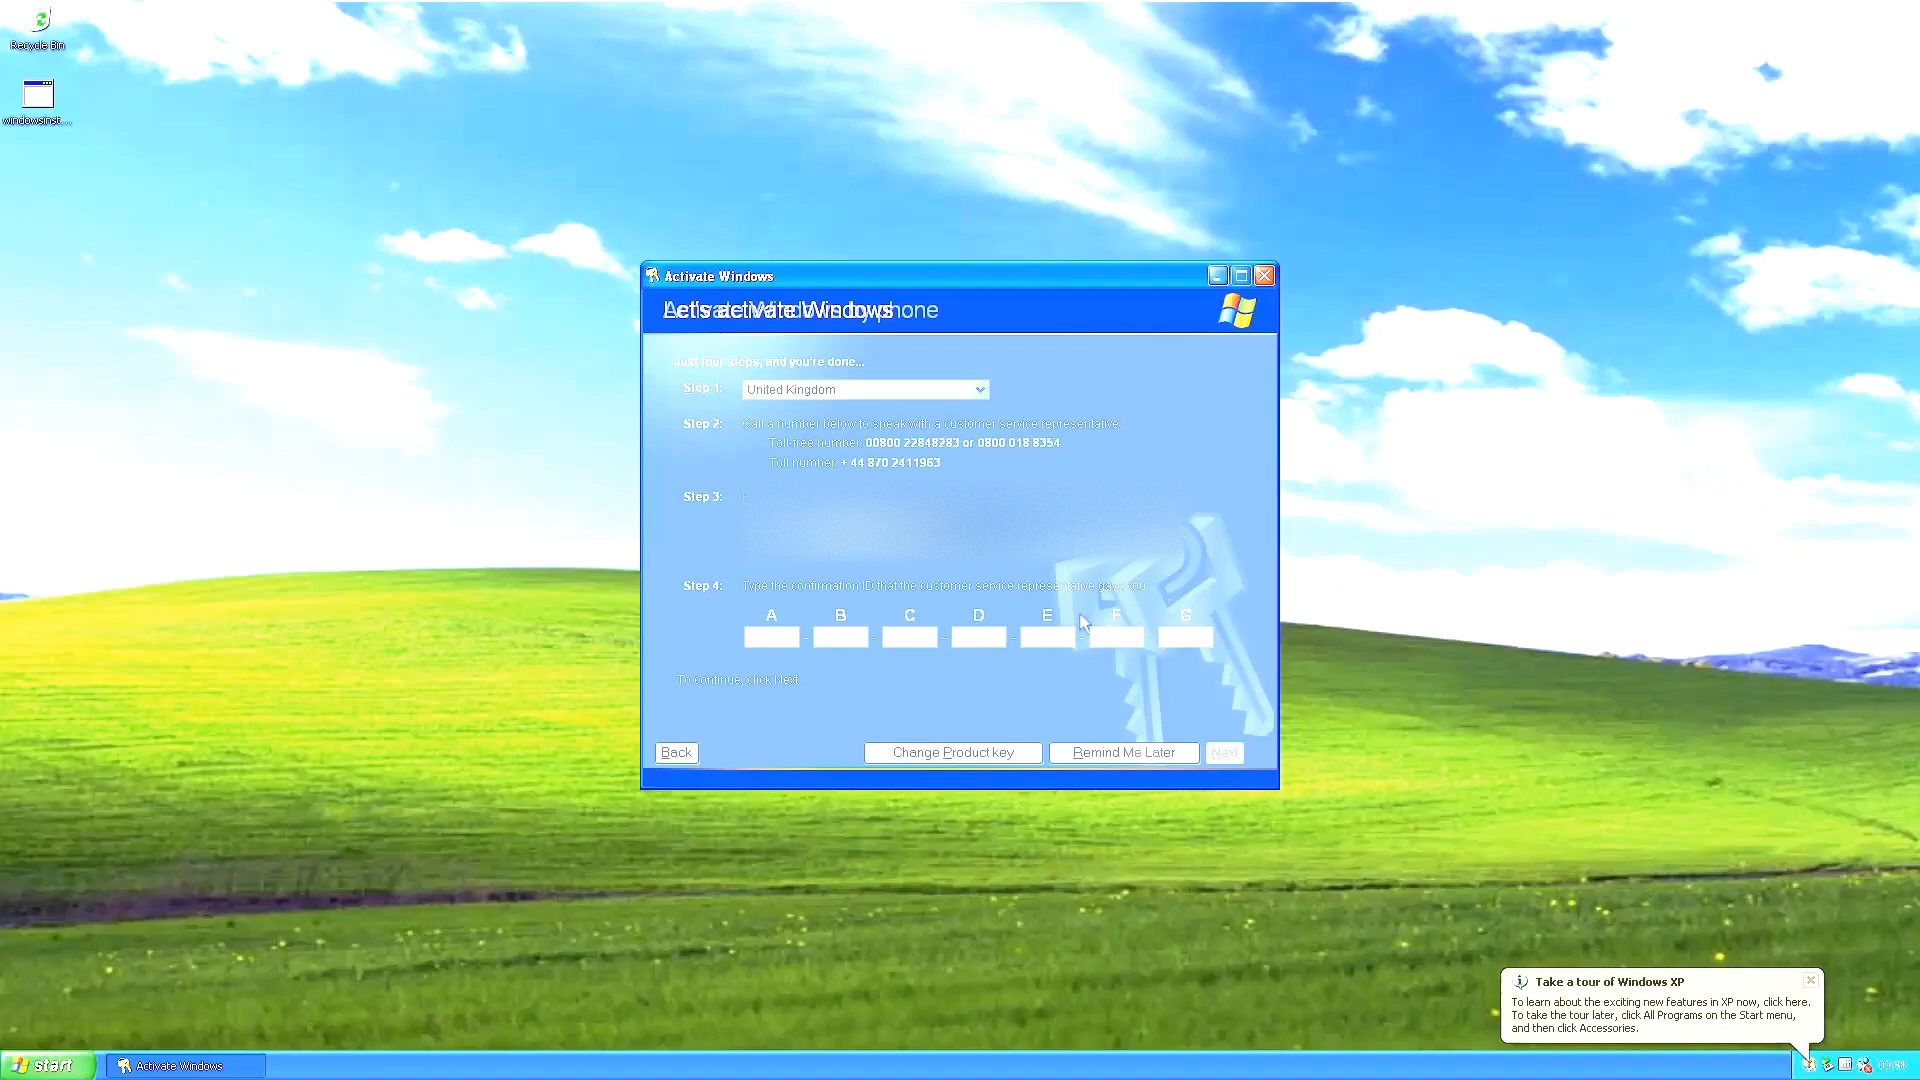 Recycle Bin
windowsinst...
Activate Windows
Let's activate Windows
Activate Windows by phone
Just four steps, and you're done...
Step 1:
United Kingdom
Step 2:
Call a number below to speak with a customer service representative.
Toll-free number: 00800 22848283 or 0800 018 8354
Toll number: + 44 870 2411963
Step 3:
Step 4:
Type the confirmation ID that the customer service representative gave you:
A B C D E F G
- - - - - -
To continue, click Next.
Back
Change Product key
Remind Me Later
Next
Take a tour of Windows XP
To learn about the exciting new features in XP now, click here.
To take the tour later, click All Programs on the Start menu,
and then click Accessories.
start
Activate Windows